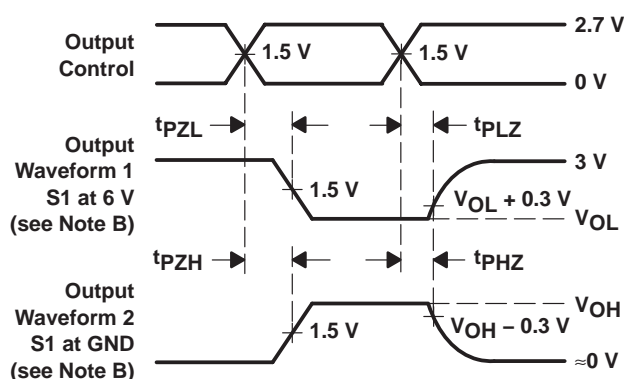 Output
Control
1.5 V
1.5 V
2.7 V
0 V
tPZL
tPLZ
Output
Waveform 1
S1 at 6 V
(see Note B)
1.5 V
3 V
VOL + 0.3 V
VOL
tPZH
tPHZ
Output
Waveform 2
S1 at GND
(see Note B)
1.5 V
VOH
VOH − 0.3 V
≈0 V